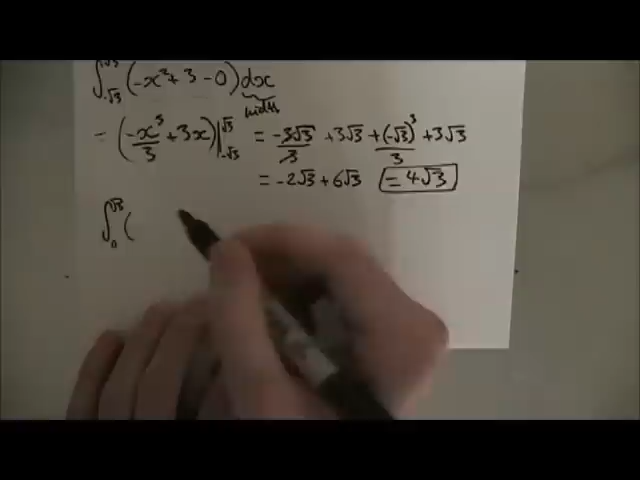 ∫_{-√3}^{√3} (-x² + 3 - 0) dx
width
= (-x³/3 + 3x)|_{-√3}^{√3} = -3√3/3 + 3√3 + (-√3)³/3 + 3√3
= -2√3 + 6√3 = 4√3
∫_0^{√3} (